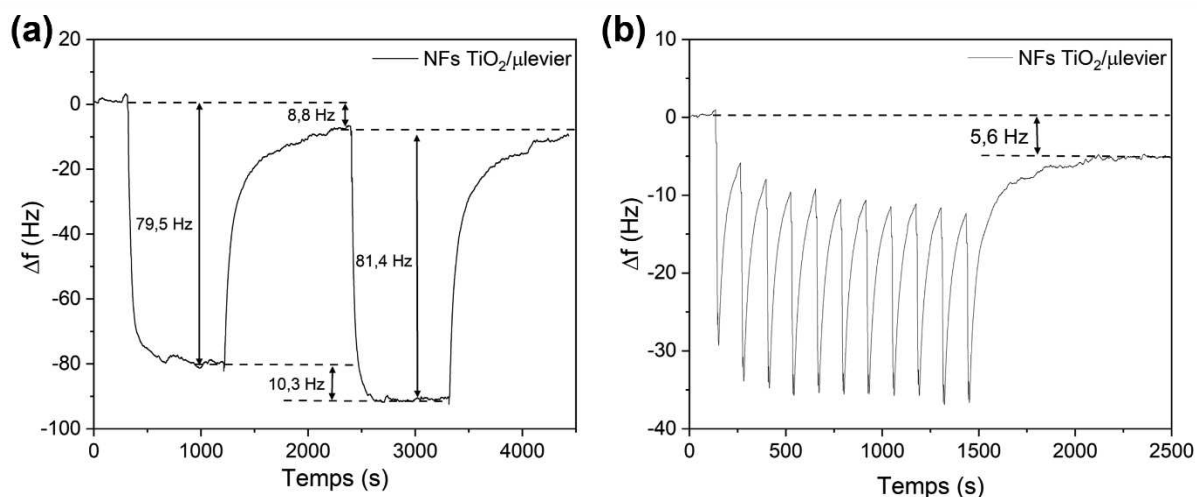 (a)
20
0
-20
-40
-60
-80
-100
Δf (Hz)
NFs TiO₂/µlevier
8,8 Hz
79,5 Hz
81,4 Hz
10,3 Hz
0 1000 2000 3000 4000
Temps (s)
(b)
10
0
-10
-20
-30
-40
Δf (Hz)
NFs TiO₂/µlevier
5,6 Hz
0 500 1000 1500 2000 2500
Temps (s)